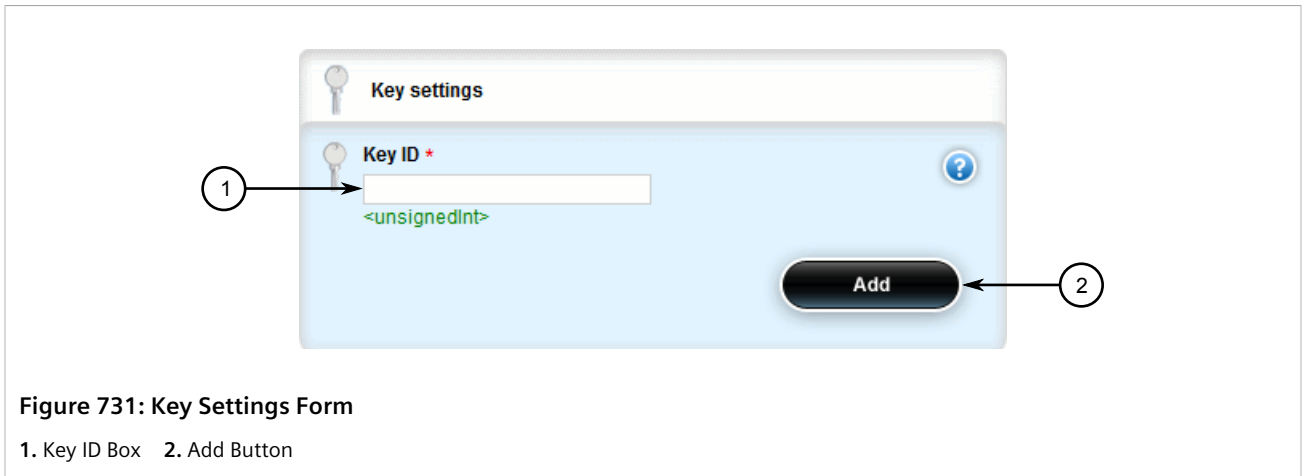 Key settings
Key ID *
1
<unsignedInt>
?
Add
2
Figure 731: Key Settings Form
1. Key ID Box 2. Add Button